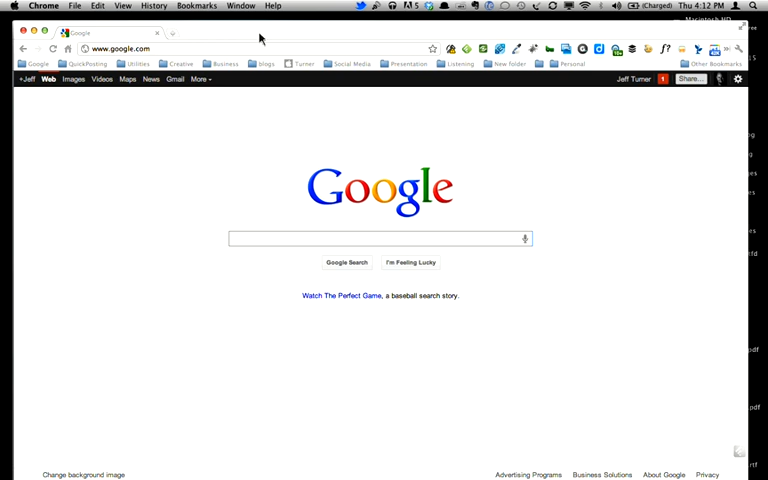 Chrome File Edit View History Bookmarks Window Help (Charged) Thu 4:12 PM
Google
www.google.com
Google QuickPosting Utilities Creative Business blogs Turner Social Media Presentation Listening New folder Personal Other Bookmarks
+Jeff Web Images Videos Maps News Gmail More Jeff Turner 1 Share...
Google
Google Search I'm Feeling Lucky
Watch The Perfect Game, a baseball search story.
Change background image Advertising Programs Business Solutions About Google Privacy